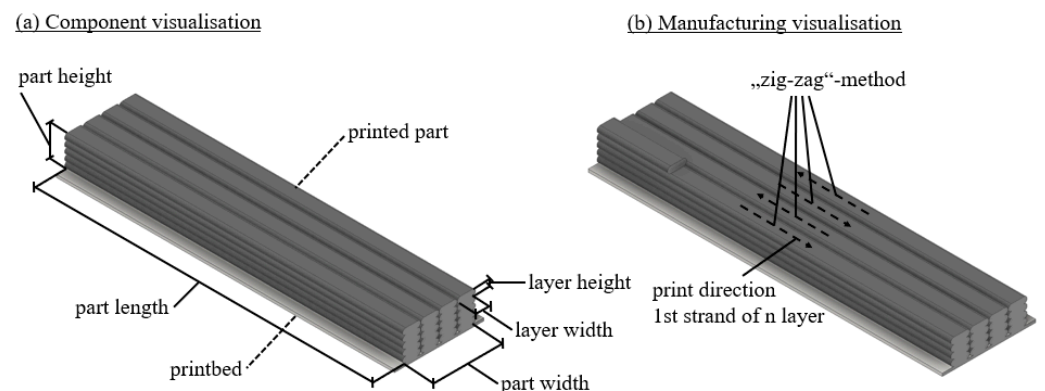 (a) Component visualisation
part height
printed part
layer height
part length
layer width
printbed
part width
(b) Manufacturing visualisation
„zig-zag“-method
print direction
1st strand of n layer